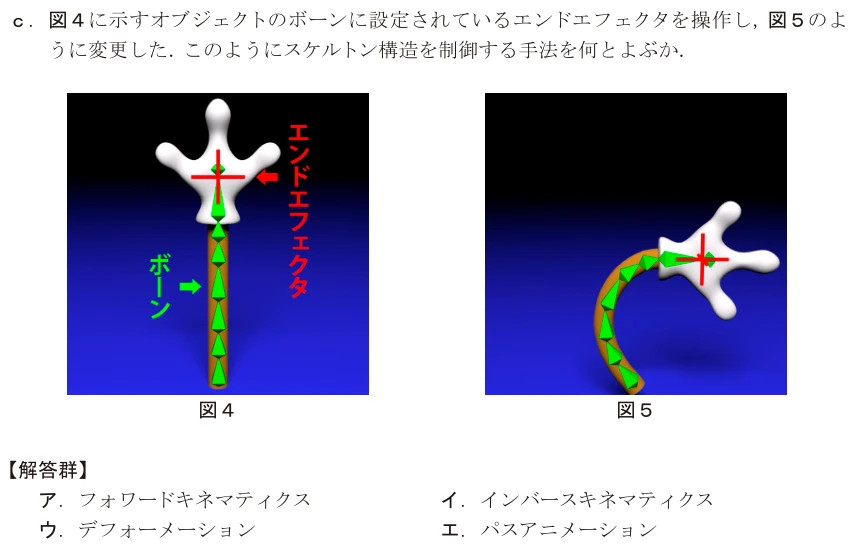 c．図４に示すオブジェクトのボーンに設定されているエンドエフェクタを操作し，図５のよ
うに変更した．このようにスケルトン構造を制御する手法を何とよぶか．
エンドエフェクタ
ボーン
図４
図５
【解答群】
ア．フォワードキネマティクス
イ．インバースキネマティクス
ウ．デフォーメーション
エ．パスアニメーション